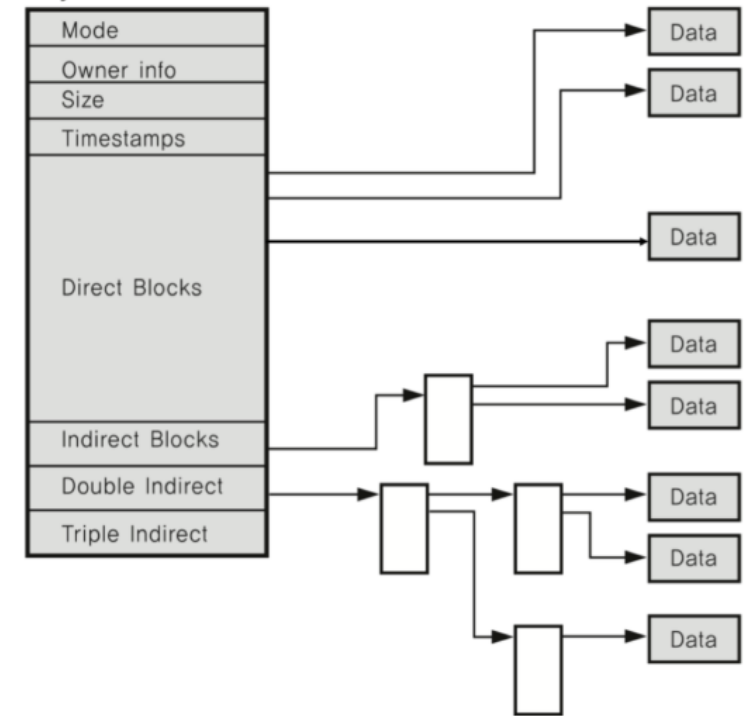 Mode
Owner info
Size
Timestamps
Direct Blocks
Indirect Blocks
Double Indirect
Triple Indirect
Data
Data
Data
Data
Data
Data
Data
Data